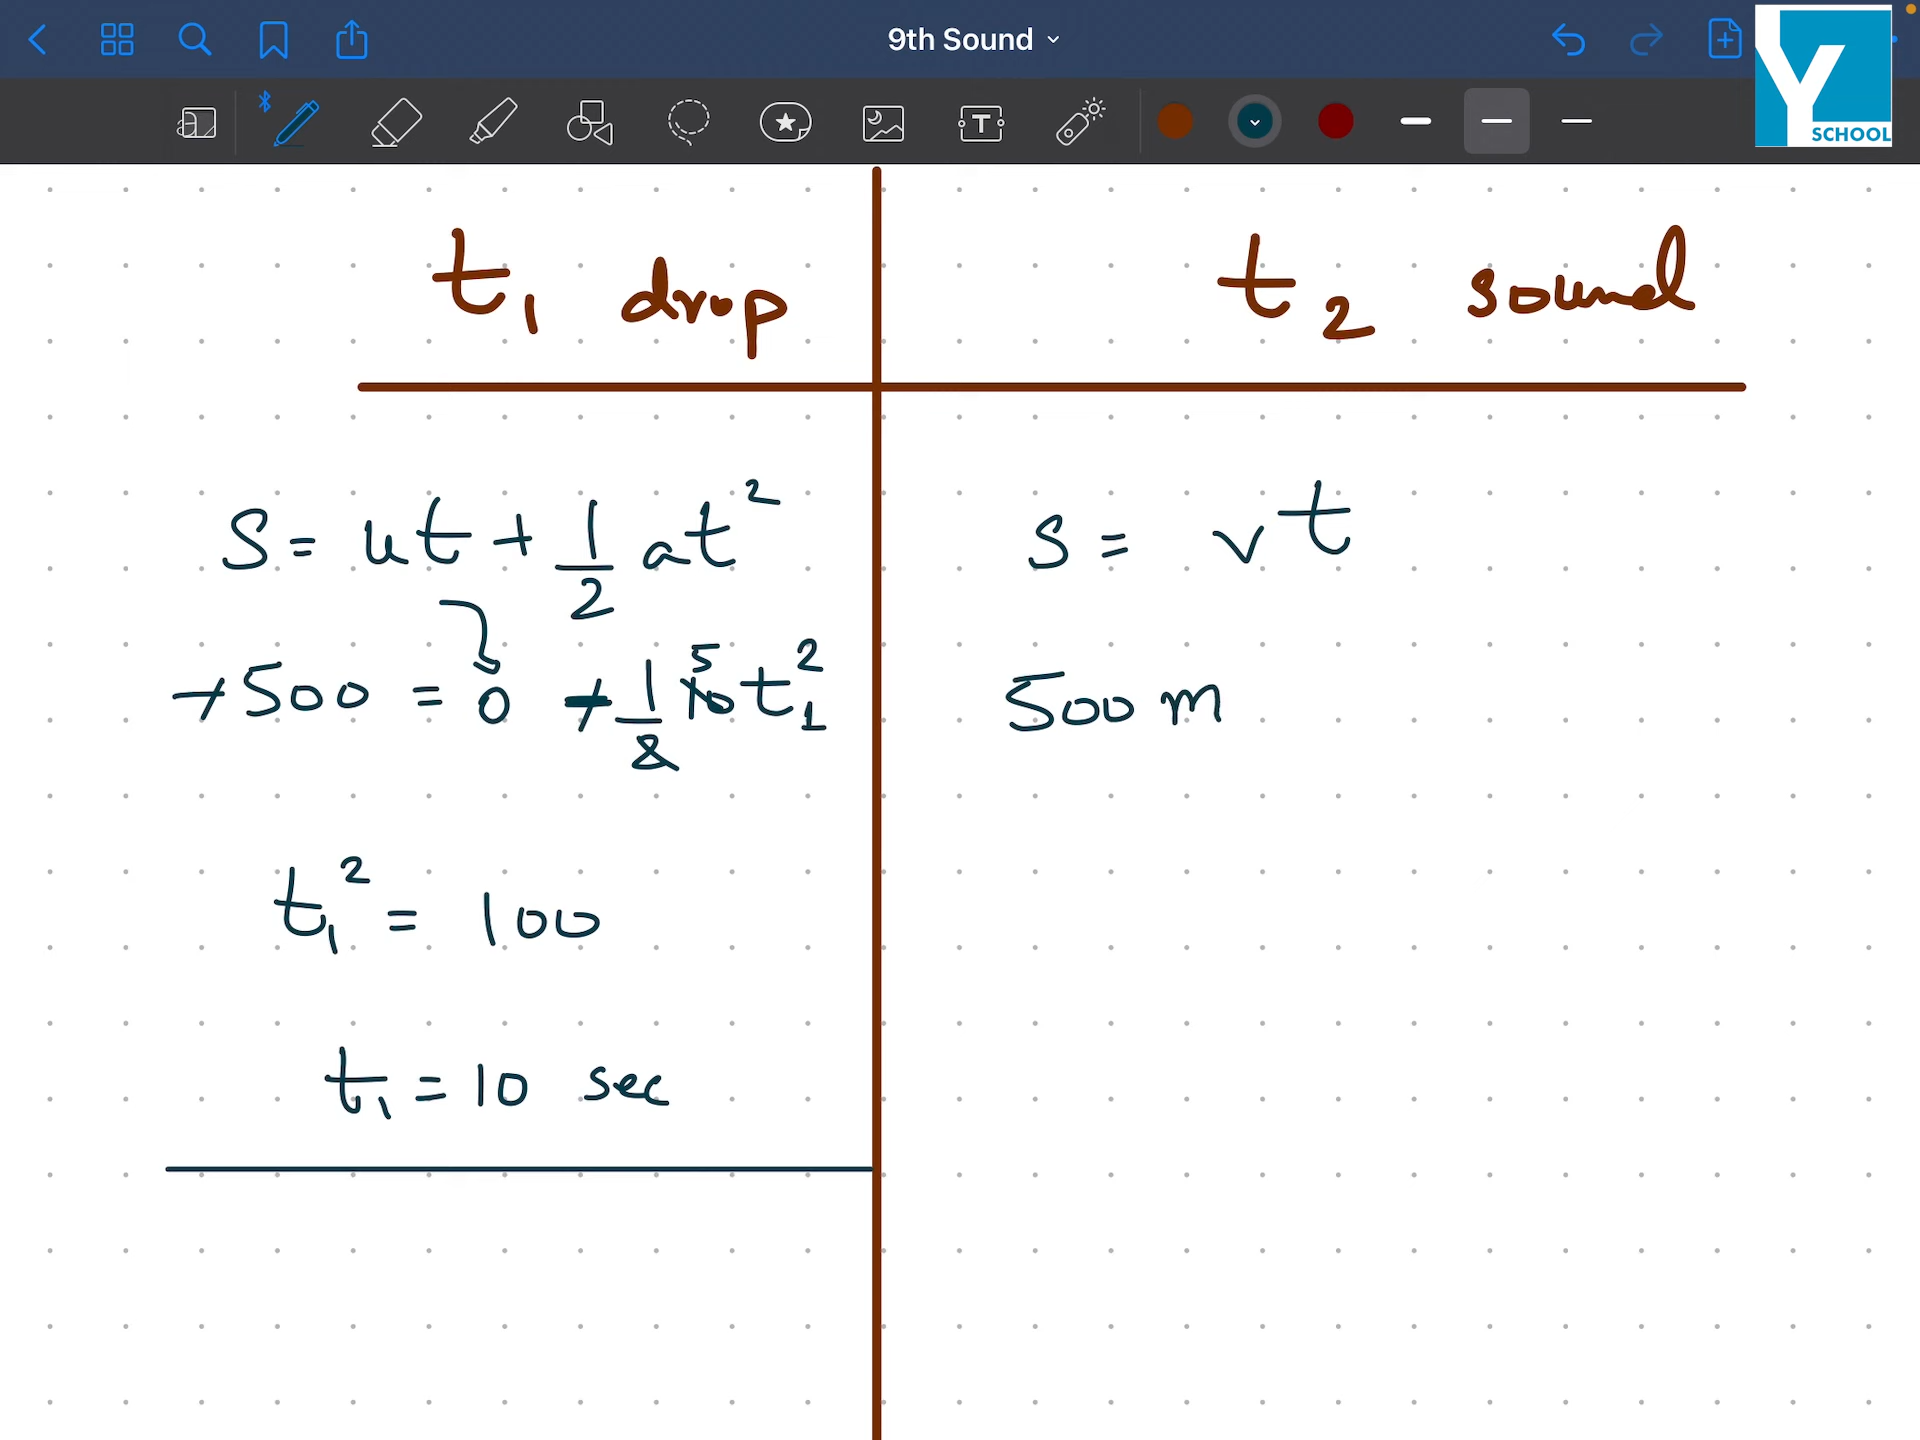 9th Sound
Y SCHOOL
t₁ drop
t₂ sound
S = ut + 1/2 at²
-500 = 0 - 1/2 10 5 t₁²
t₁² = 100
t₁ = 10 sec
s = vt
500 m